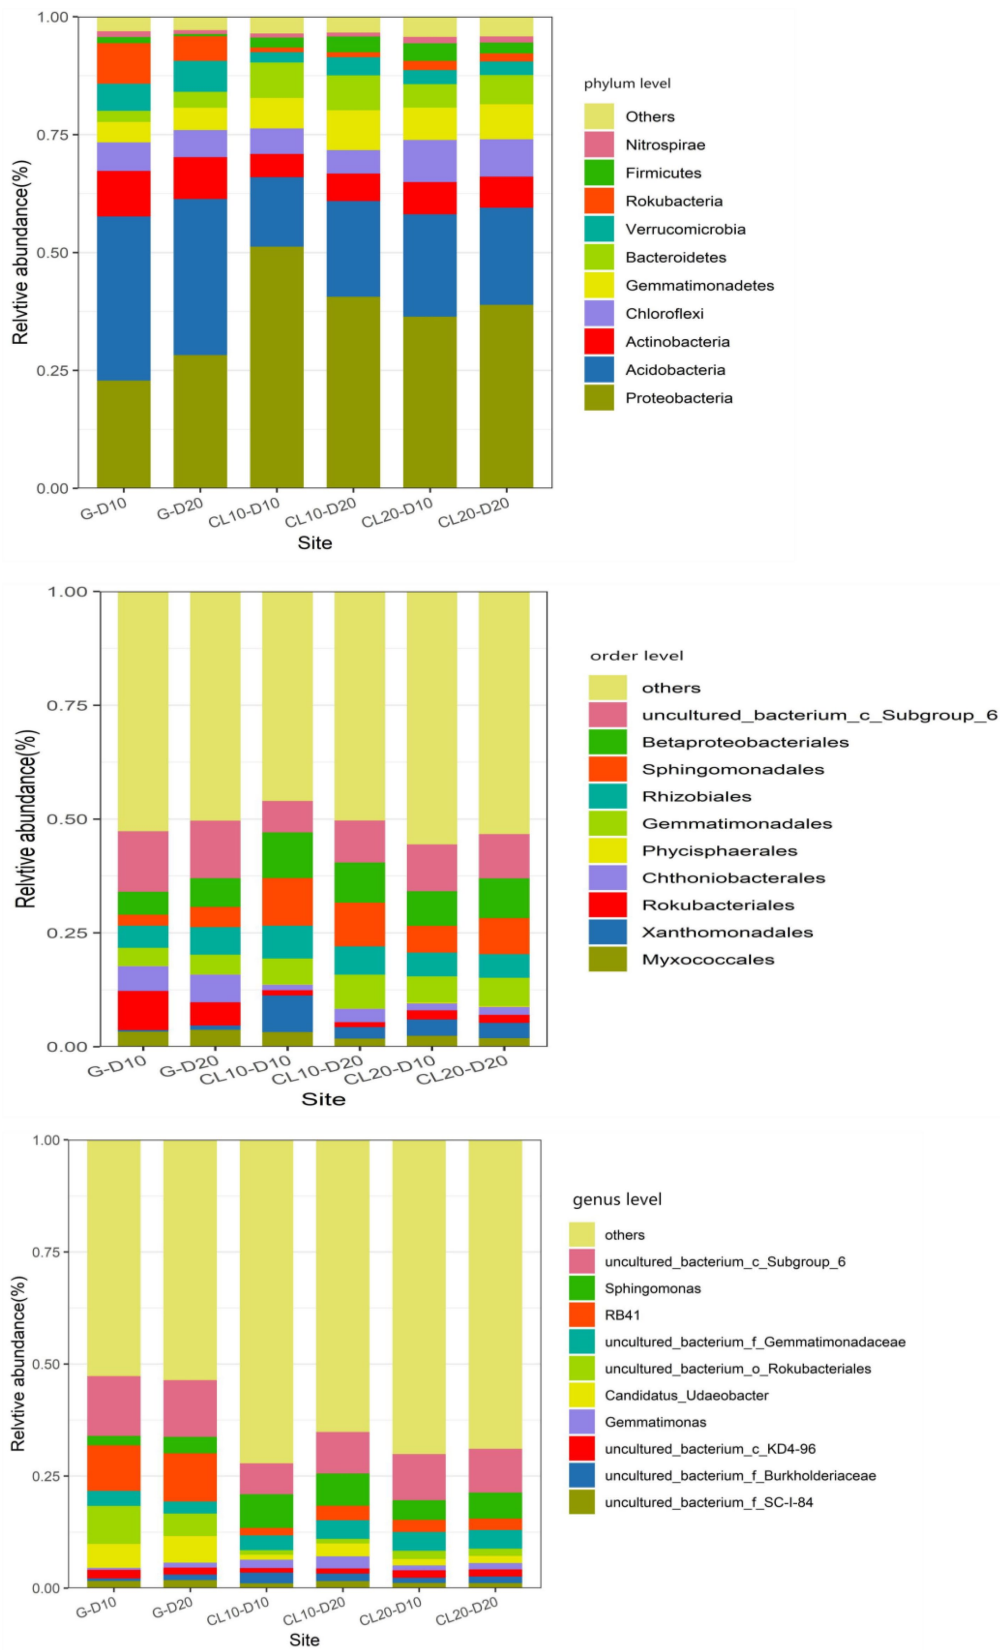 Relvtive abundance(%)
1.00
0.75
0.50
0.25
0.00
G-D10
G-D20
CL10-D10
CL10-D20
CL20-D10
CL20-D20
Site
phylum level
Others
Nitrospirae
Firmicutes
Rokubacteria
Verrucomicrobia
Bacteroidetes
Gemmatimonadetes
Chloroflexi
Actinobacteria
Acidobacteria
Proteobacteria
Relvtive abundance(%)
1.00
0.75
0.50
0.25
0.00
G-D10
G-D20
CL10-D10
CL10-D20
CL20-D10
CL20-D20
Site
order level
others
uncultured_bacterium_c_Subgroup_6
Betaproteobacteriales
Sphingomonadales
Rhizobiales
Gemmatimonadales
Phycisphaerales
Chthoniobacterales
Rokubacteriales
Xanthomonadales
Myxococcales
Relvtive abundance(%)
1.00
0.75
0.50
0.25
0.00
G-D10
G-D20
CL10-D10
CL10-D20
CL20-D10
CL20-D20
Site
genus level
others
uncultured_bacterium_c_Subgroup_6
Sphingomonas
RB41
uncultured_bacterium_f_Gemmatimonadaceae
uncultured_bacterium_o_Rokubacteriales
Candidatus_Udaeobacter
Gemmatimonas
uncultured_bacterium_c_KD4-96
uncultured_bacterium_f_Burkholderiaceae
uncultured_bacterium_f_SC-I-84